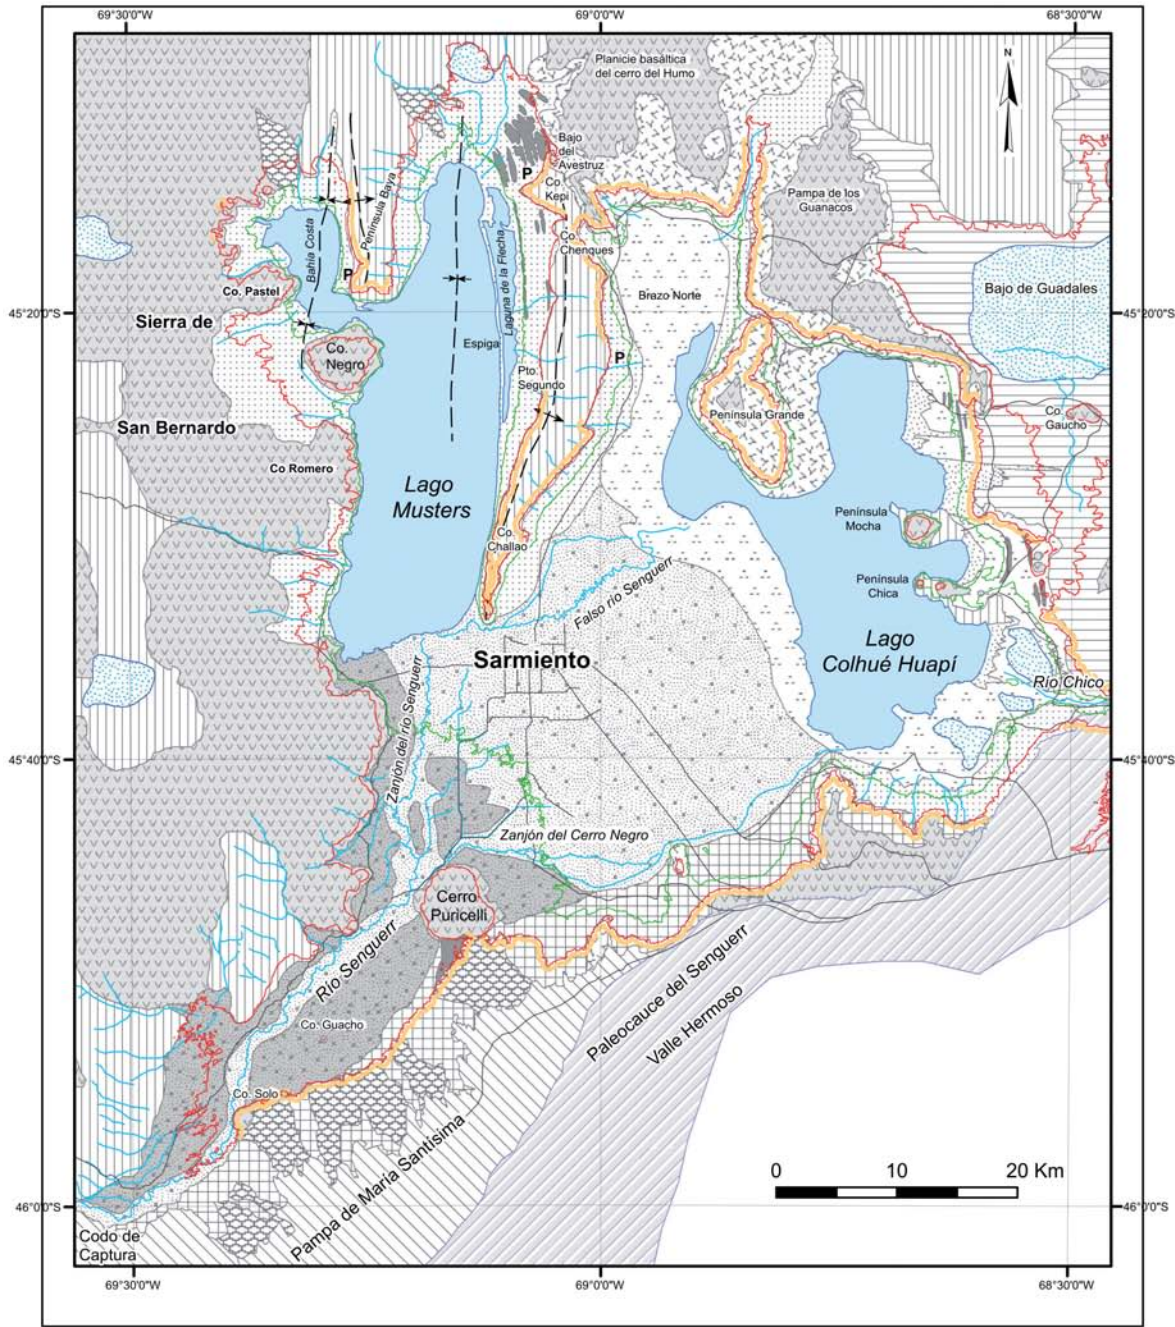 69°30'0"W
69°0'0"W
68°30'0"W
Planicie basáltica
del cerro del Humo
N
Bajo
del
Avestruz
P
Co.
Kepi
Península Baya
Pampa de los
Guanacos
Bahía Costa
Laguna de la Flecha
Co.
Chenques
P
Co. Pastel
Brazo Norte
Bajo de Guadales
45°20'0"S
45°20'0"S
Sierra de
Espiga
Co.
Negro
P
Pto.
Segundo
Península Grande
Co.
Gaucho
San Bernardo
Co Romero
Lago
Musters
Península
Mocha
Co.
Challao
Península
Chica
Falso río Senguerr
Lago
Colhué Huapí
Sarmiento
Río Chico
Zanjón del río Senguerr
45°40'0"S
45°40'0"S
Zanjón del Cerro Negro
Cerro
Puricelli
Río Senguerr
Paleocauce del Senguerr
Valle Hermoso
Co. Guacho
Co. Solo
Pampa de María Santísima
0
10
20 Km
46°0'0"S
46°0'0"S
Codo de
Captura
69°30'0"W
69°0'0"W
68°30'0"W